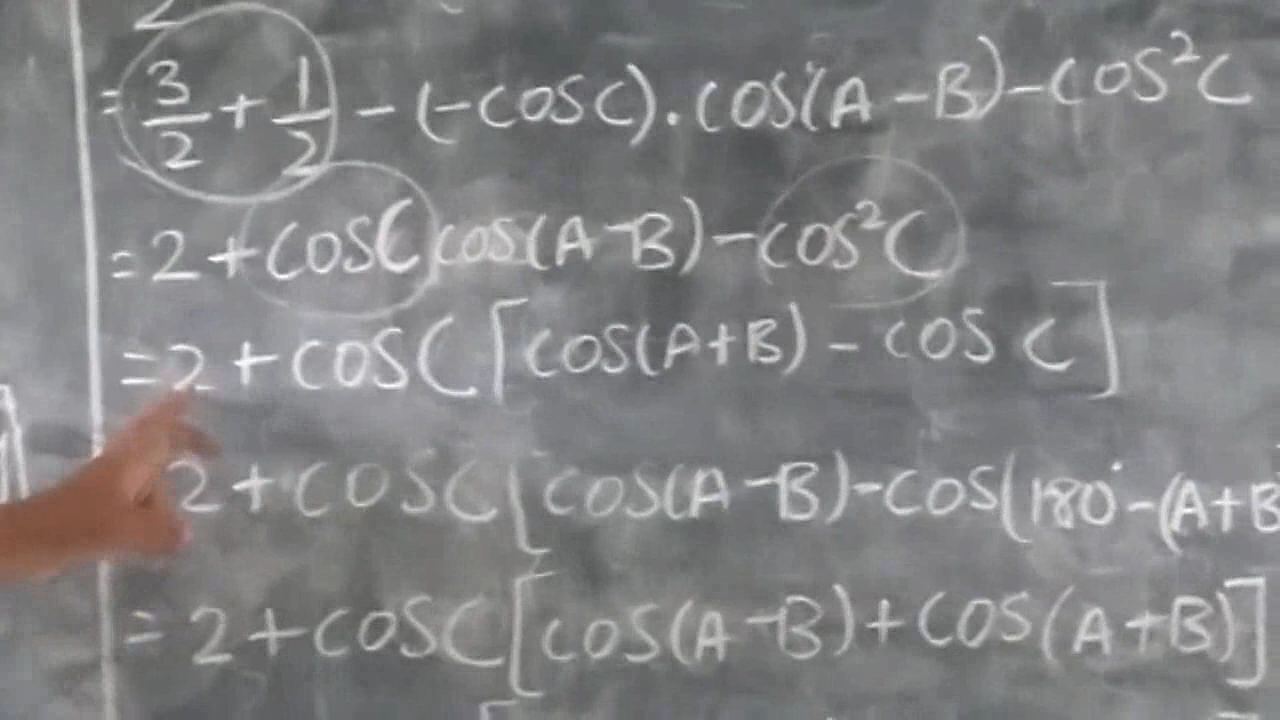 2
= 3/2 + 1/2 - (-cosC).cos(A-B)-cos²C
=2+cosC cos(A-B)-cos²C
=2+cosC[cos(A+B)-cos C]
2+cosC[cos(A-B)-cos(180°-(A+B
=2+cosC[cos(A-B)+cos(A+B)]